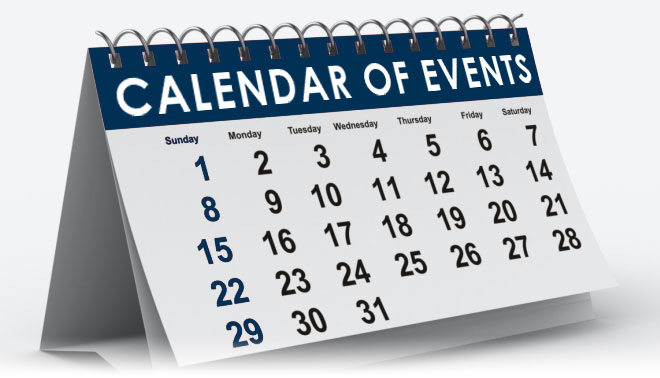 CALENDAR OF EVENTS
Sunday Monday Tuesday Wednesday Thursday Friday Saturday
1 2 3 4 5 6 7
8 9 10 11 12 13 14
15 16 17 18 19 20 21
22 23 24 25 26 27 28
29 30 31